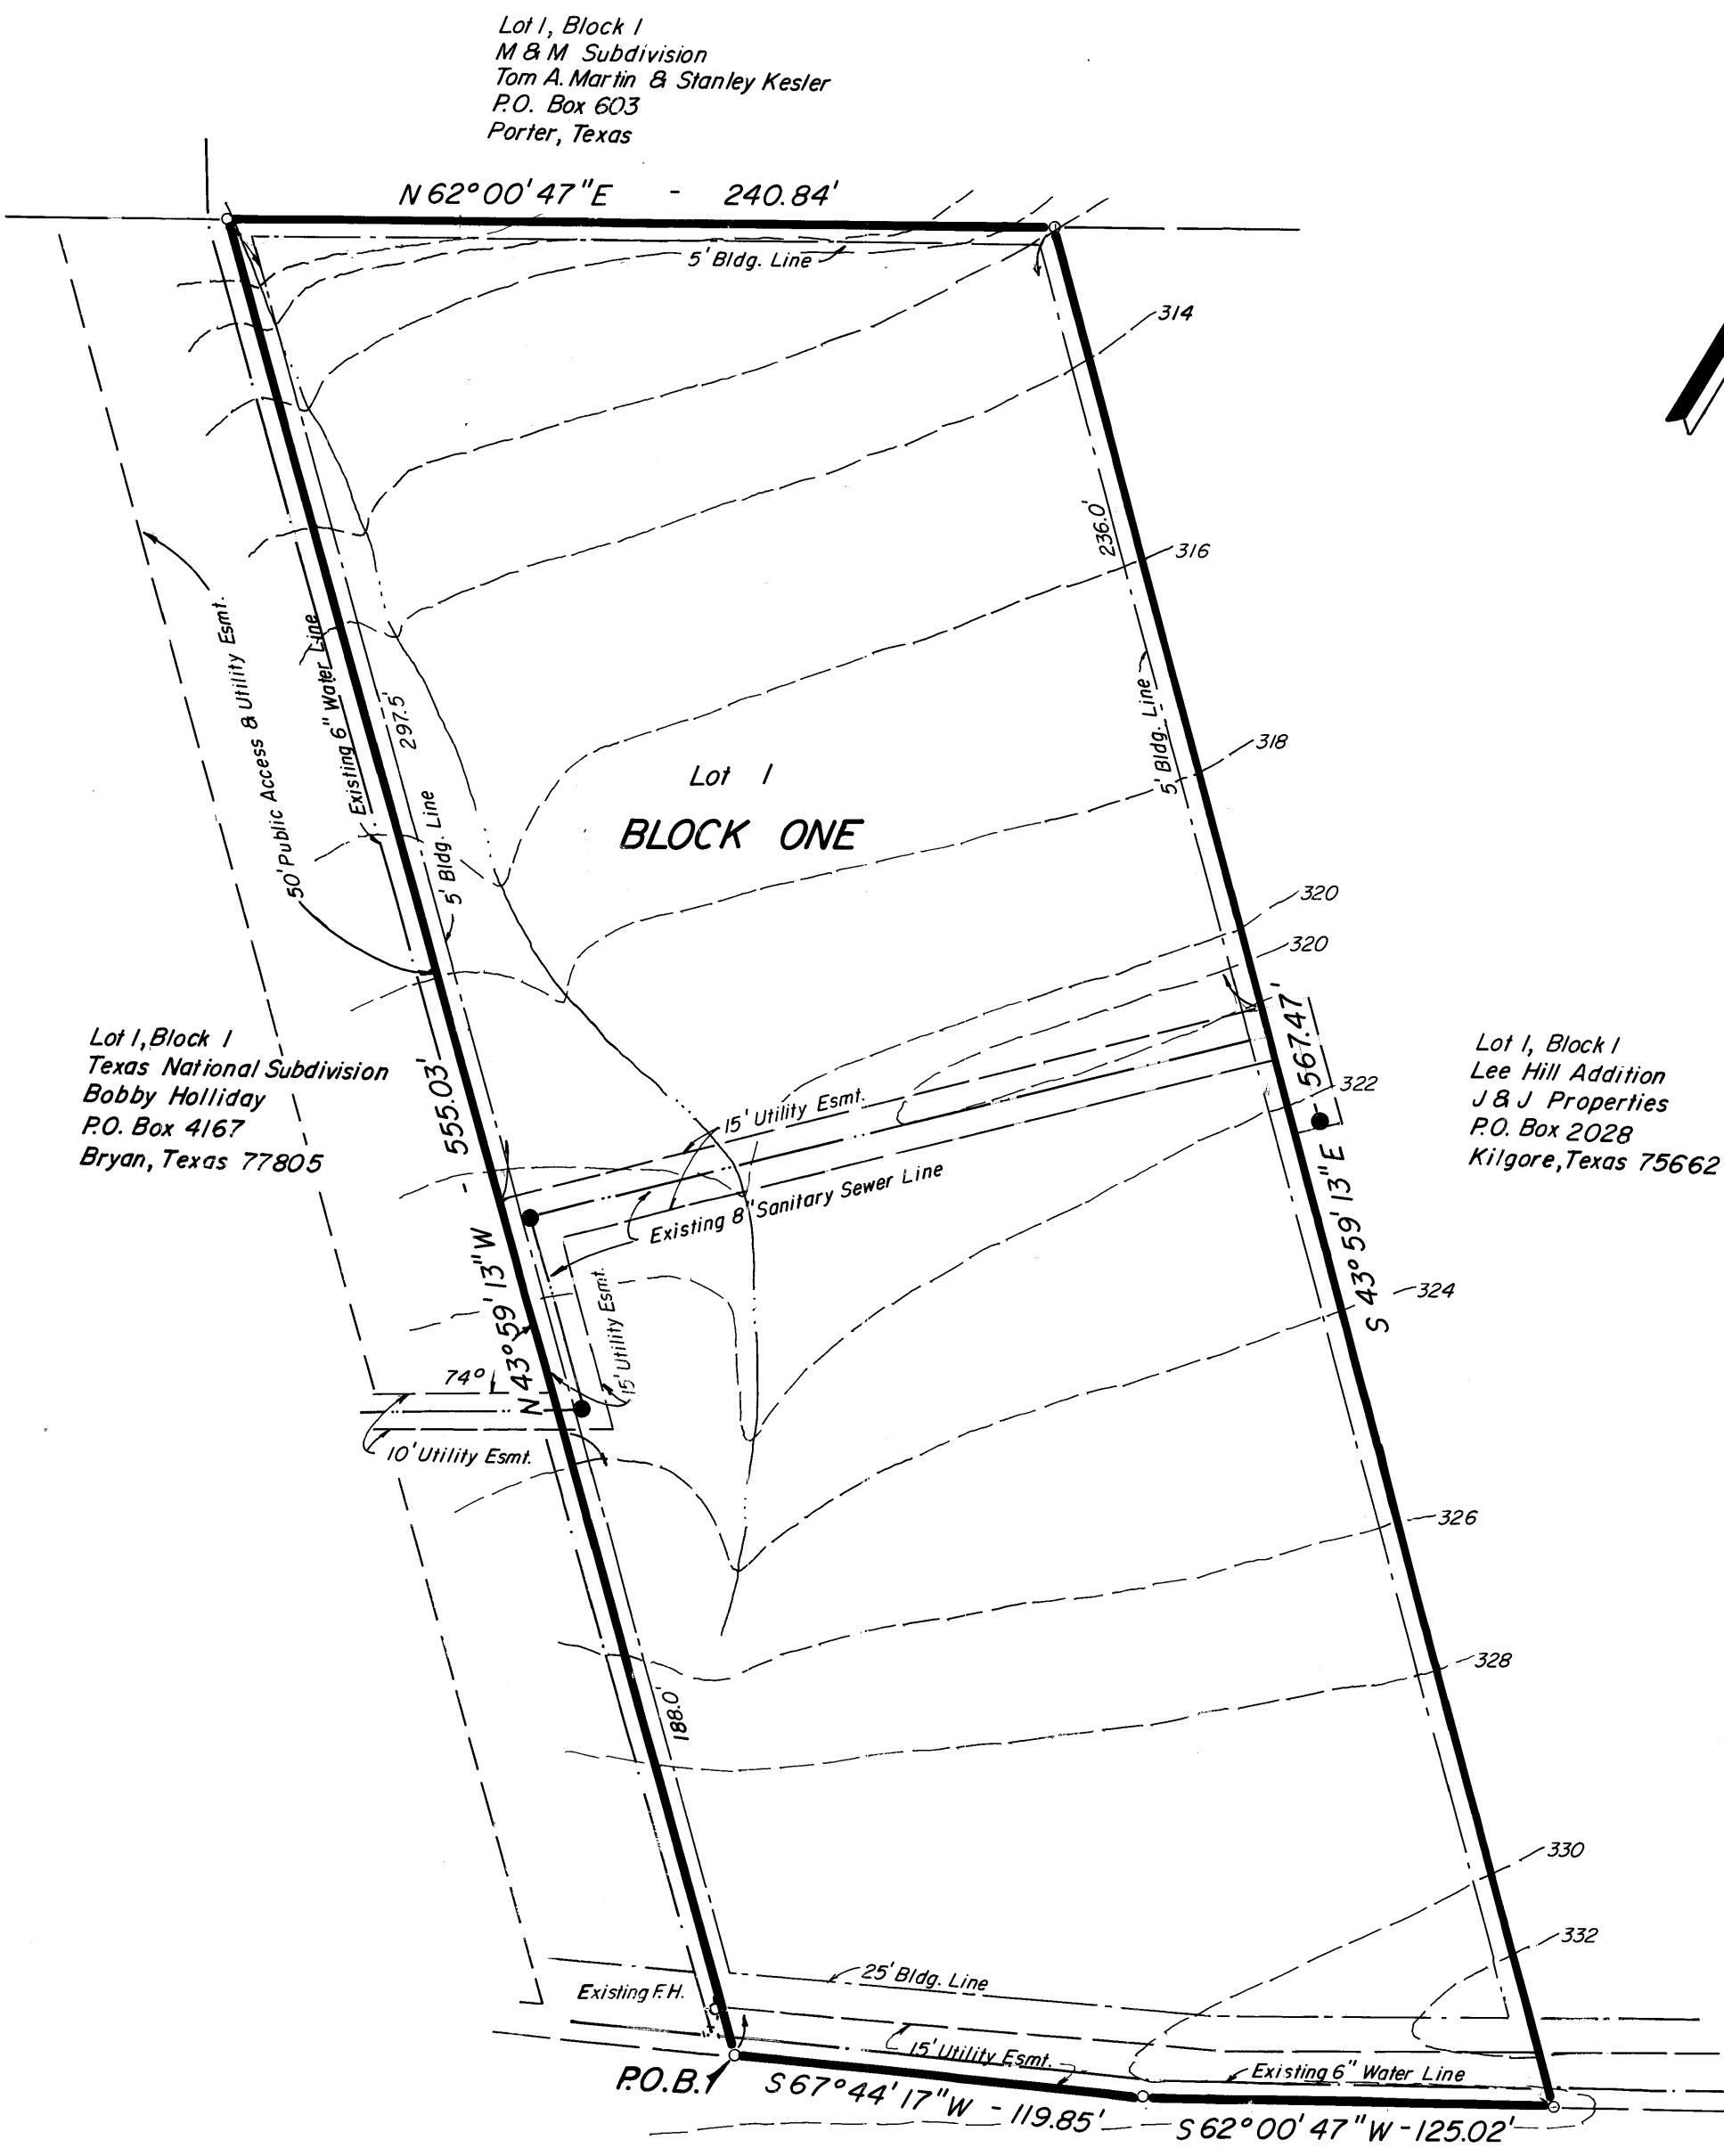 Lot 1, Block 1
M & M Subdivision
Tom A. Martin & Stanley Kesler
P.O. Box 603
Porter, Texas
N 62° 00' 47" E - 240.84'
5' Bldg. Line
314
316
236.0'
50' Public Access & Utility Esmt.
Existing 6" Water Line
297.5'
5' Bldg. Line
5' Bldg. Line
318
Lot 1
BLOCK ONE
320
320
Lot 1, Block 1
Texas National Subdivision
Bobby Holliday
P.O. Box 4167
Bryan, Texas 77805
N 43° 59' 13" W - 555.03'
S 43° 59' 13" E - 567.47'
322
Lot 1, Block 1
Lee Hill Addition
J & J Properties
P.O. Box 2028
Kilgore, Texas 75662
15' Utility Esmt.
Existing 8" Sanitary Sewer Line
15' Utility Esmt.
324
74°
10' Utility Esmt.
326
328
188.0'
330
332
25' Bldg. Line
Existing F.H.
15' Utility Esmt.
Existing 6" Water Line
P.O.B.
S 67° 44' 17" W - 119.85'
S 62° 00' 47" W - 125.02'